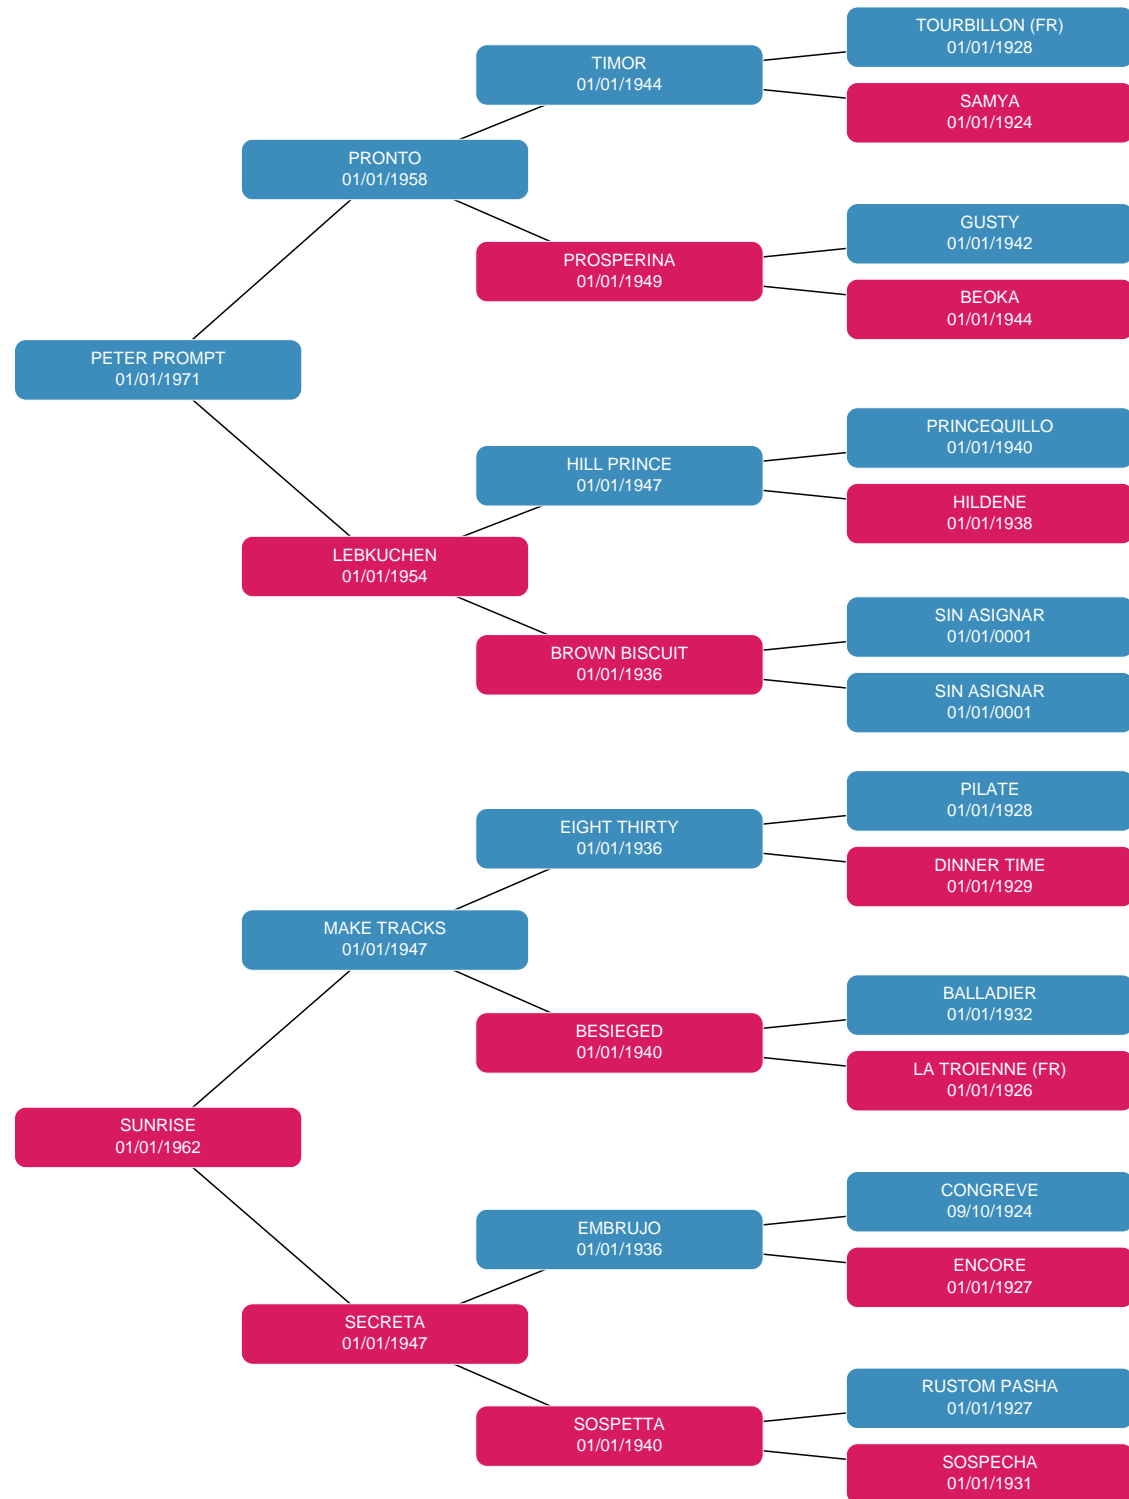 TOURBILLON (FR)
01/01/1928
TIMOR
01/01/1944
SAMYA
01/01/1924
PRONTO
01/01/1958
GUSTY
01/01/1942
PROSPERINA
01/01/1949
BEOKA
01/01/1944
PETER PROMPT
01/01/1971
PRINCEQUILLO
01/01/1940
HILL PRINCE
01/01/1947
HILDENE
01/01/1938
LEBKUCHEN
01/01/1954
SIN ASIGNAR
01/01/0001
BROWN BISCUIT
01/01/1936
SIN ASIGNAR
01/01/0001
PILATE
01/01/1928
EIGHT THIRTY
01/01/1936
DINNER TIME
01/01/1929
MAKE TRACKS
01/01/1947
BALLADIER
01/01/1932
BESIEGED
01/01/1940
LA TROIENNE (FR)
01/01/1926
SUNRISE
01/01/1962
CONGREVE
09/10/1924
EMBRUJO
01/01/1936
ENCORE
01/01/1927
SECRETA
01/01/1947
RUSTOM PASHA
01/01/1927
SOSPETTA
01/01/1940
SOSPECHA
01/01/1931